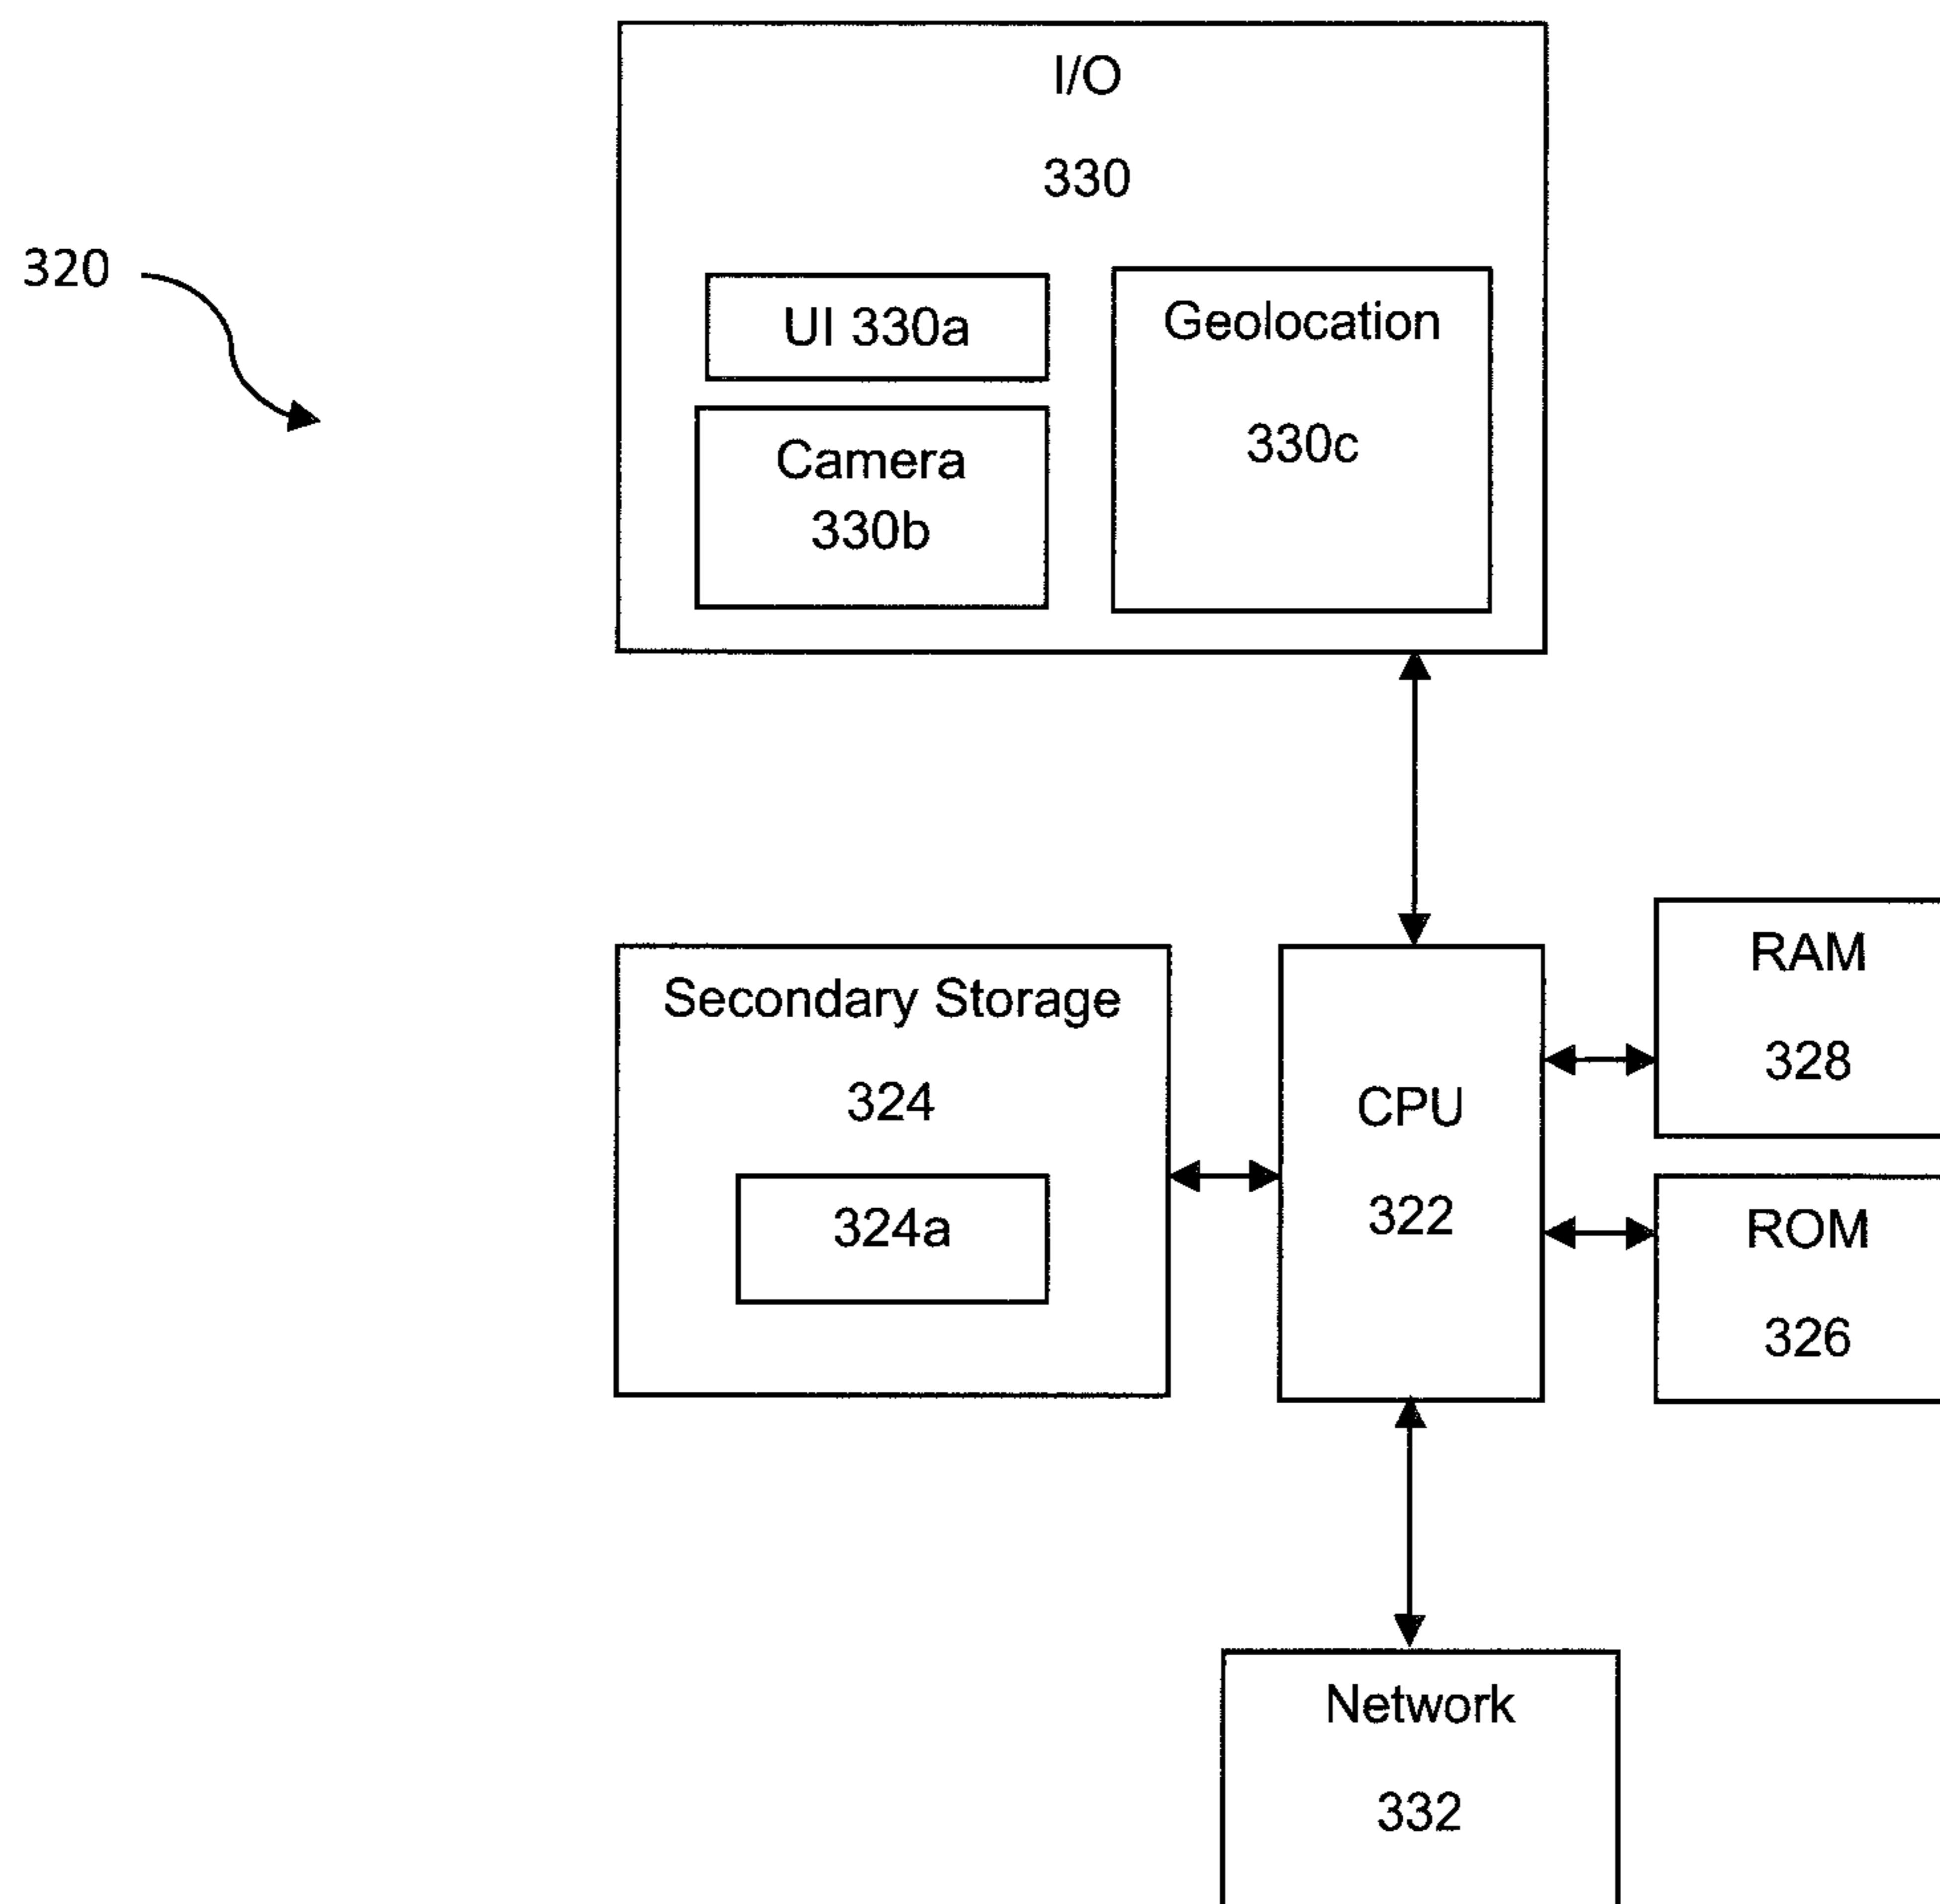 I/O
330
320
UI 330a
Geolocation
330c
Camera
330b
RAM
328
Secondary Storage
324
324a
CPU
322
ROM
326
Network
332